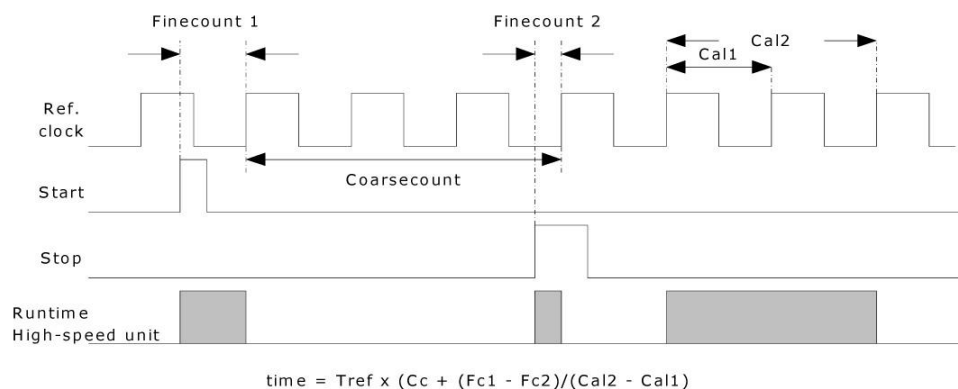 Finecount 1
Finecount 2
Cal2
Cal1
Ref.
clock
Coarsecount
Start
Stop
Runtime
High-speed unit
time = Tref x (Cc + (Fc1 - Fc2)/(Cal2 - Cal1)